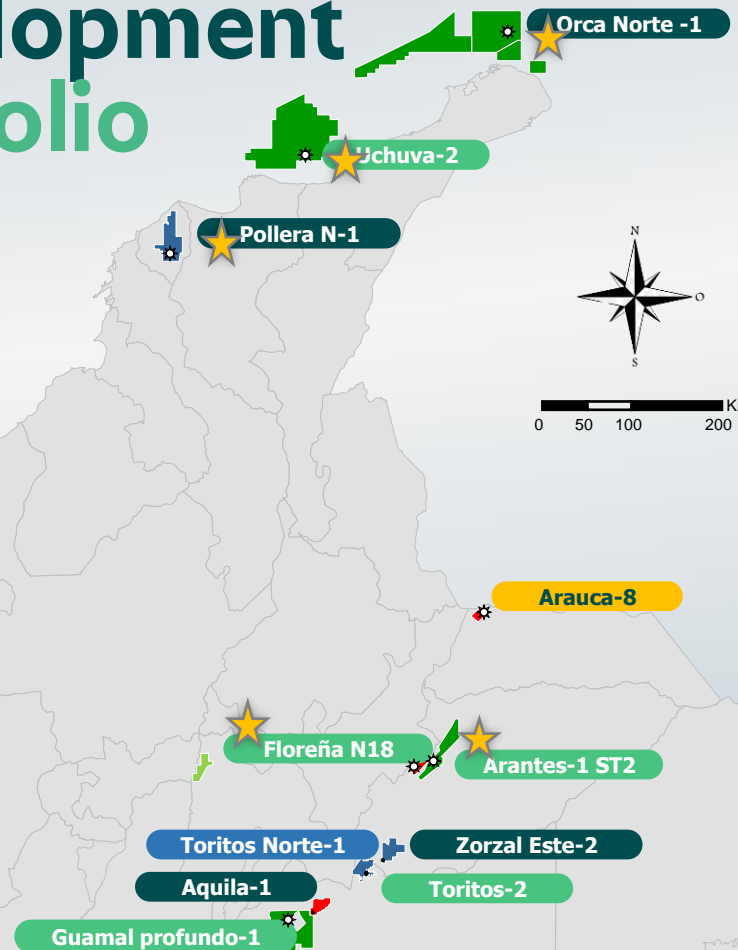 lopment
olio
Orca Norte -1
Uchuva-2
Pollera N-1
N
O
S
0 50 100 200
Arauca-8
Floreña N18
Arantes-1 ST2
Toritos Norte-1
Zorzal Este-2
Aquila-1
Toritos-2
Guamal profundo-1